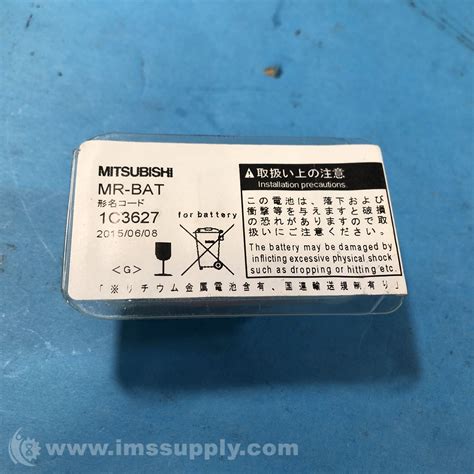 MITSUBISHI
MR-BAT
形名コード
1C3627
2015/06/08
for battery
<G>
⚠取扱い上の注意
Installation precautions
この電池は、落下および
衝撃等を与えますと破損
の恐れがありますので取
扱いにご注意ください。
The battery may be damaged by
inflicting excessive physical shock
such as dropping or hitting etc.
「※リチウム金属電池含有、国連輸送規制有り」
© www.imssupply.com